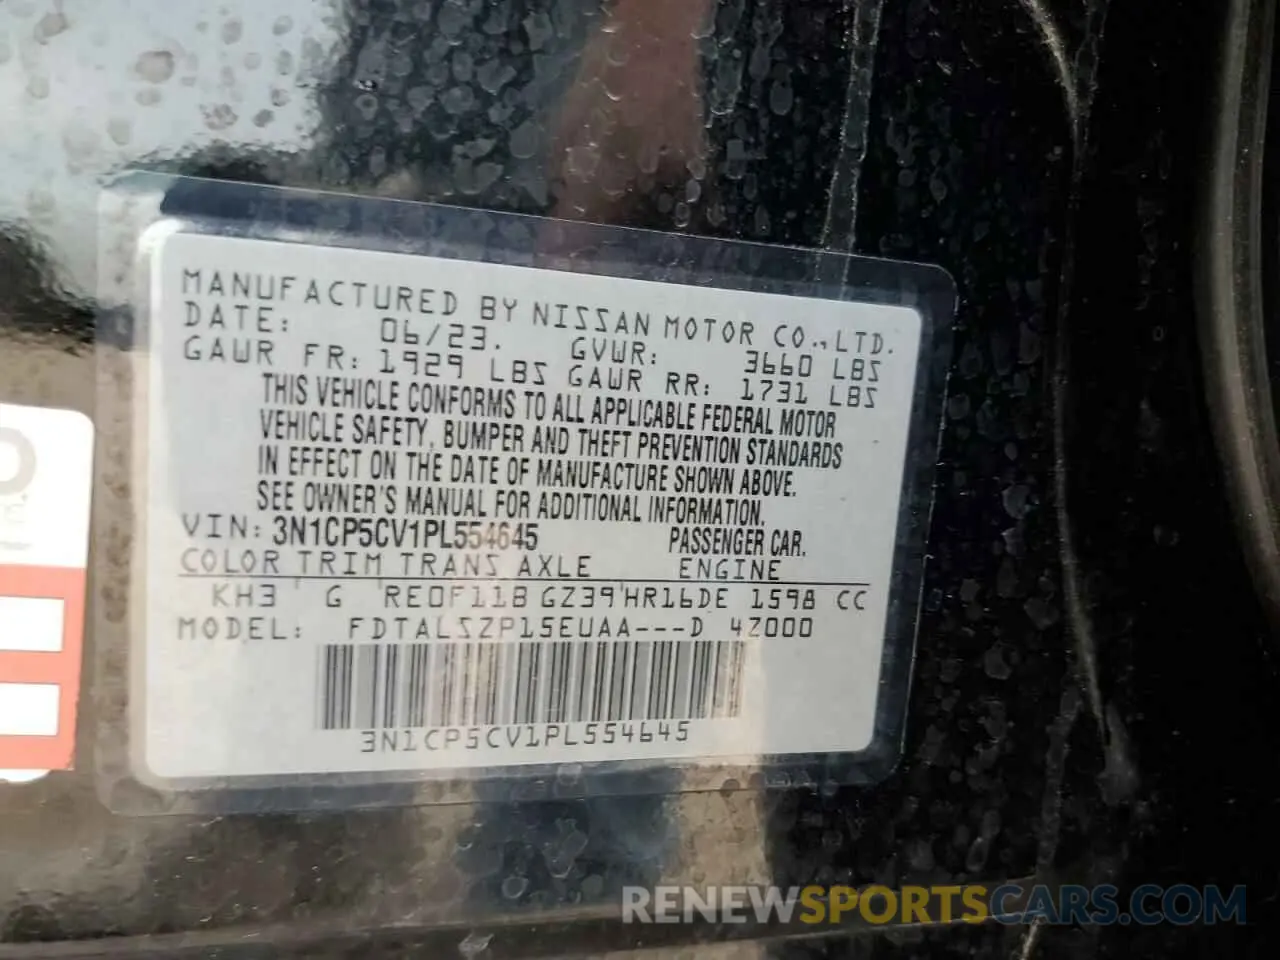 MANUFACTURED BY NISSAN MOTOR CO., LTD.
DATE: 06/23. GVWR: 3660 LBS
GAWR FR: 1929 LBS GAWR RR: 1731 LBS
THIS VEHICLE CONFORMS TO ALL APPLICABLE FEDERAL MOTOR
VEHICLE SAFETY, BUMPER AND THEFT PREVENTION STANDARDS
IN EFFECT ON THE DATE OF MANUFACTURE SHOWN ABOVE.
SEE OWNER'S MANUAL FOR ADDITIONAL INFORMATION.
VIN: 3N1CP5CV1PL554645 PASSENGER CAR.
COLOR TRIM TRANS AXLE ENGINE
KH3 G RE0F11B GZ39 HR16DE 1598 CC
MODEL: FDTALSZP15EUAA---D 4Z000
3N1CP5CV1PL554645
RENEWSPORTSCARS.COM